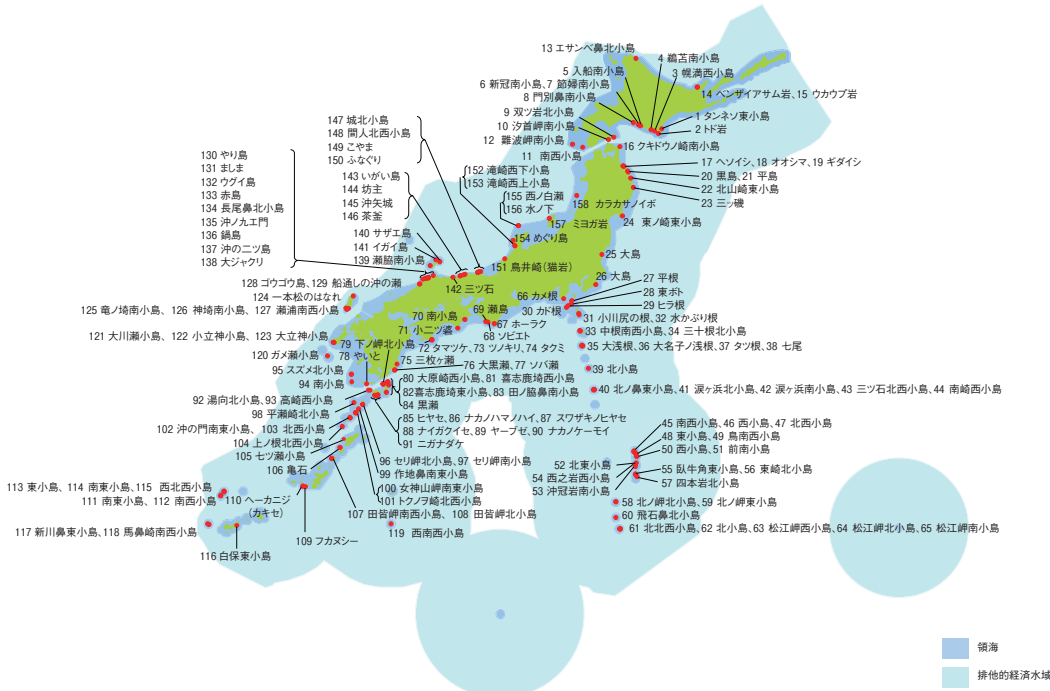 13 エサンベ鼻北小島
4 鵜苫南小島
5 入船南小島
3 幌満西小島
6 新冠南小島、7 節婦南小島
8 門別鼻南小島
14 ベンザイアサム岩、15 ウカウプ岩
9 双ツ岩北小島
1 タンネソ東小島
10 汐首岬南小島
2 トド岩
12 難波岬南小島
16 クキドウノ崎南小島
11 南西小島
147 城北小島
148 間人北西小島
149 こやま
150 ふなぐり
17 ヘソイシ、18 オオシマ、19 ギダイシ
20 黒島、21 平島
22 北山崎東小島
23 三ッ磯
130 やり島
131 ましま
132 ウグイ島
133 赤島
134 長尾鼻北小島
135 沖ノ九エ門
136 鍋島
137 沖の二ツ島
138 大ジャクリ
143 いがい島
144 坊主
145 沖矢城
146 茶釜
152 滝崎西下小島
153 滝崎西上小島
155 西ノ白瀬
156 水ノ下
158 カラカサノイボ
157 ミヨガ岩
24 東ノ崎東小島
140 サザエ島
141 イガイ島
139 瀬脇南小島
154 めぐり島
25 大島
151 鳥井崎(猫岩)
26 大島
128 ゴウゴウ島、129 船通しの沖の瀬
142 三ツ石
27 平根
28 東ボト
124 一本松のはなれ
66 カメ根
29 ヒラ根
125 竜ノ埼南小島、126 神埼南小島、127 瀬浦南西小島
69 瀬島
30 カド根
70 南小島
67 ホーラク
31 小川尻の根、32 水かぶり根
71 小二ツ碆
68 ソビエト
33 中根南西小島、34 三十根北小島
121 大川瀬小島、122 小立神小島、123 大立神小島
79 下ノ岬北小島
72 タマツケ、73 ツノキリ、74 タクミ
35 大浅根、36 大名子ノ浅根、37 タツ根、38 七尾
120 ガメ瀬小島
78 やいと
75 三枚ヶ瀬
76 大黒瀬、77 ソバ瀬
39 北小島
95 スズメ北小島
94 南小島
80 大原崎西小島、81 喜志鹿埼西小島
82喜志鹿埼東小島、83 田ノ脇鼻南小島
84 黒瀬
40 北ノ鼻東小島、41 涙ヶ浜北小島、42 涙ヶ浜南小島、43 三ツ石北西小島、44 南崎西小島
92 湯向北小島、93 高崎西小島
85 ヒヤセ、86 ナカノハマノハイ、87 スワザキノヒヤセ
98 平瀬崎北小島
88 ナイガクイセ、89 ヤーブセ、90 ナカノケーモイ
91 ニガナダケ
102 沖の門南東小島、103 北西小島
104 上ノ根北西小島
105 七ツ瀬小島
96 セリ岬北小島、97 セリ岬南小島
99 作地鼻南東小島
106 亀石
100 女神山岬南東小島
101 トクノヲ崎北西小島
45 南西小島、46 西小島、47 北西小島
48 東小島、49 鳥南西小島
50 西小島、51 前南小島
52 北東小島
55 臥牛角東小島、56 東崎北小島
54 西之岩西小島
57 四本岩北小島
53 沖冠岩南小島
113 東小島、114 南東小島、115 西北西小島
111 南東小島、112 南西小島
110 ヘーカニジ
(カキセ)
107 田皆岬南西小島、108 田皆岬北小島
58 北ノ岬北小島、59 北ノ岬東小島
60 飛石鼻北小島
61 北北西小島、62 北小島、63 松江岬西小島、64 松江岬北小島、65 松江岬南小島
117 新川鼻東小島、118 馬鼻崎南西小島
109 フカヌシー
119 西南西小島
116 白保東小島
領海
排他的経済水域